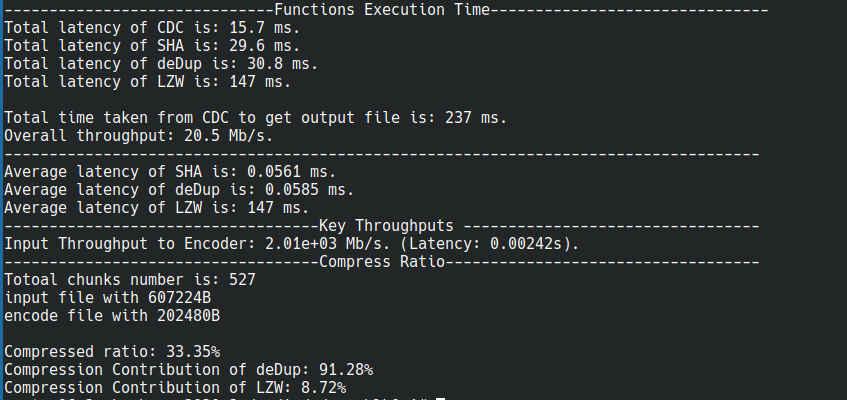 ------------------------------Functions Execution Time-------------------------------
Total latency of CDC is: 15.7 ms.
Total latency of SHA is: 29.6 ms.
Total latency of deDup is: 30.8 ms.
Total latency of LZW is: 147 ms.
Total time taken from CDC to get output file is: 237 ms.
Overall throughput: 20.5 Mb/s.
------------------------------------------------------------------------------------
Average latency of SHA is: 0.0561 ms.
Average latency of deDup is: 0.0585 ms.
Average latency of LZW is: 147 ms.
-----------------------------------Key Throughputs ---------------------------------
Input Throughput to Encoder: 2.01e+03 Mb/s. (Latency: 0.00242s).
-----------------------------------Compress Ratio-----------------------------------
Totoal chunks number is: 527
input file with 607224B
encode file with 202480B
Compressed ratio: 33.35%
Compression Contribution of deDup: 91.28%
Compression Contribution of LZW: 8.72%